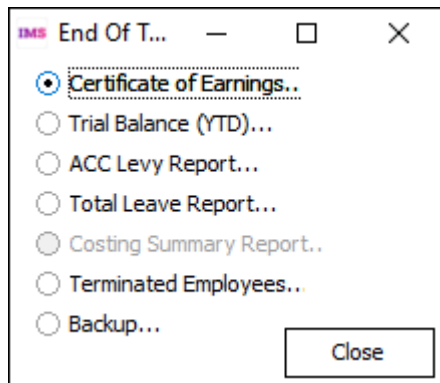 IMS End Of T...
Certificate of Earnings..
Trial Balance (YTD)...
ACC Levy Report...
Total Leave Report...
Costing Summary Report..
Terminated Employees..
Backup...
Close